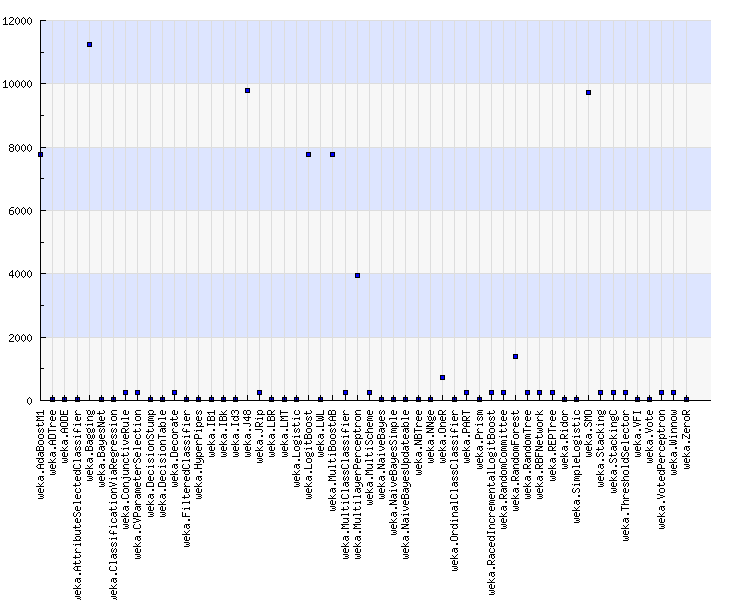 12000
10000
8000
6000
4000
2000
0
weka.AdaBoostM1
weka.ADTree
weka.AODE
weka.AttributeSelectedClassifier
weka.Bagging
weka.BayesNet
weka.ClassificationViaRegression
weka.ConjunctiveRule
weka.CVParameterSelection
weka.DecisionStump
weka.DecisionTable
weka.Decorate
weka.FilteredClassifier
weka.HyperPipes
weka.IB1
weka.IBk
weka.Id3
weka.J48
weka.JRip
weka.LBR
weka.LMT
weka.Logistic
weka.LogitBoost
weka.LWL
weka.MultiBoostAB
weka.MultiClassClassifier
weka.MultilayerPerceptron
weka.MultiScheme
weka.NaiveBayes
weka.NaiveBayesSimple
weka.NaiveBayesUpdateable
weka.NBTree
weka.NNge
weka.OneR
weka.OrdinalClassClassifier
weka.PART
weka.Prism
weka.RacedIncrementalLogitBoost
weka.RandomCommittee
weka.RandomForest
weka.RandomTree
weka.RBFNetwork
weka.REPTree
weka.Ridor
weka.SimpleLogistic
weka.SMO
weka.Stacking
weka.StackingC
weka.ThresholdSelector
weka.VFI
weka.Vote
weka.VotedPerceptron
weka.Winnow
weka.ZeroR